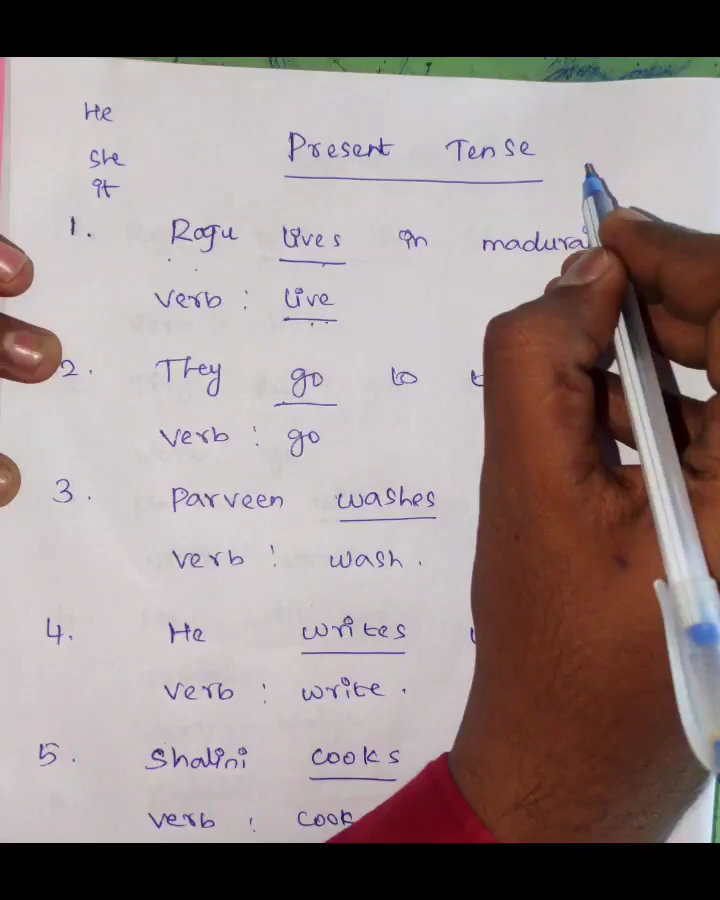 He
She
it
Present Tense
1. Ragu lives in madurai
verb : live
2. They go to
verb : go
3. Parveen washes
verb : wash.
4. He writes
verb : write.
5. Shalini cooks
verb : cook